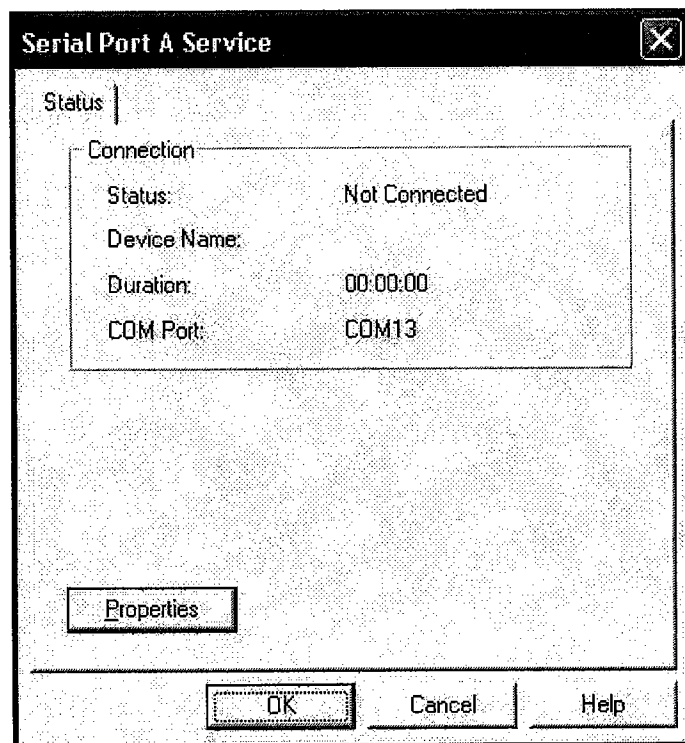 Serial Port A Service
Status
Connection
Status: Not Connected
Device Name:
Duration: 00:00:00
COM Port: COM13
Properties
OK Cancel Help